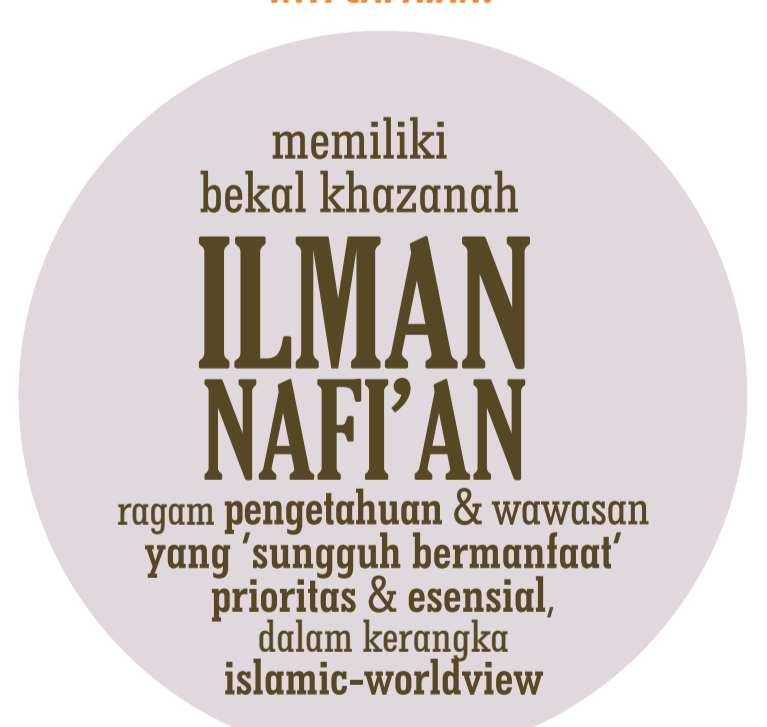 memiliki
bekal khazanah
ILMAN
NAFI’AN
ragam pengetahuan & wawasan
yang ‘sungguh bermanfaat’
prioritas & esensial,
dalam kerangka
islamic-worldview